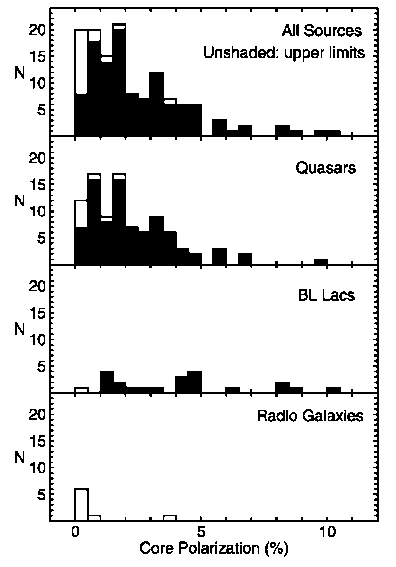 20
All Sources
Unshaded: upper limits
15
N
10
5
20
Quasars
N 15
10
5
20
BL Lacs
15
N
10
5
20
Radio Galaxies
15
N
10
5
0 5 10
Core Polarization (%)